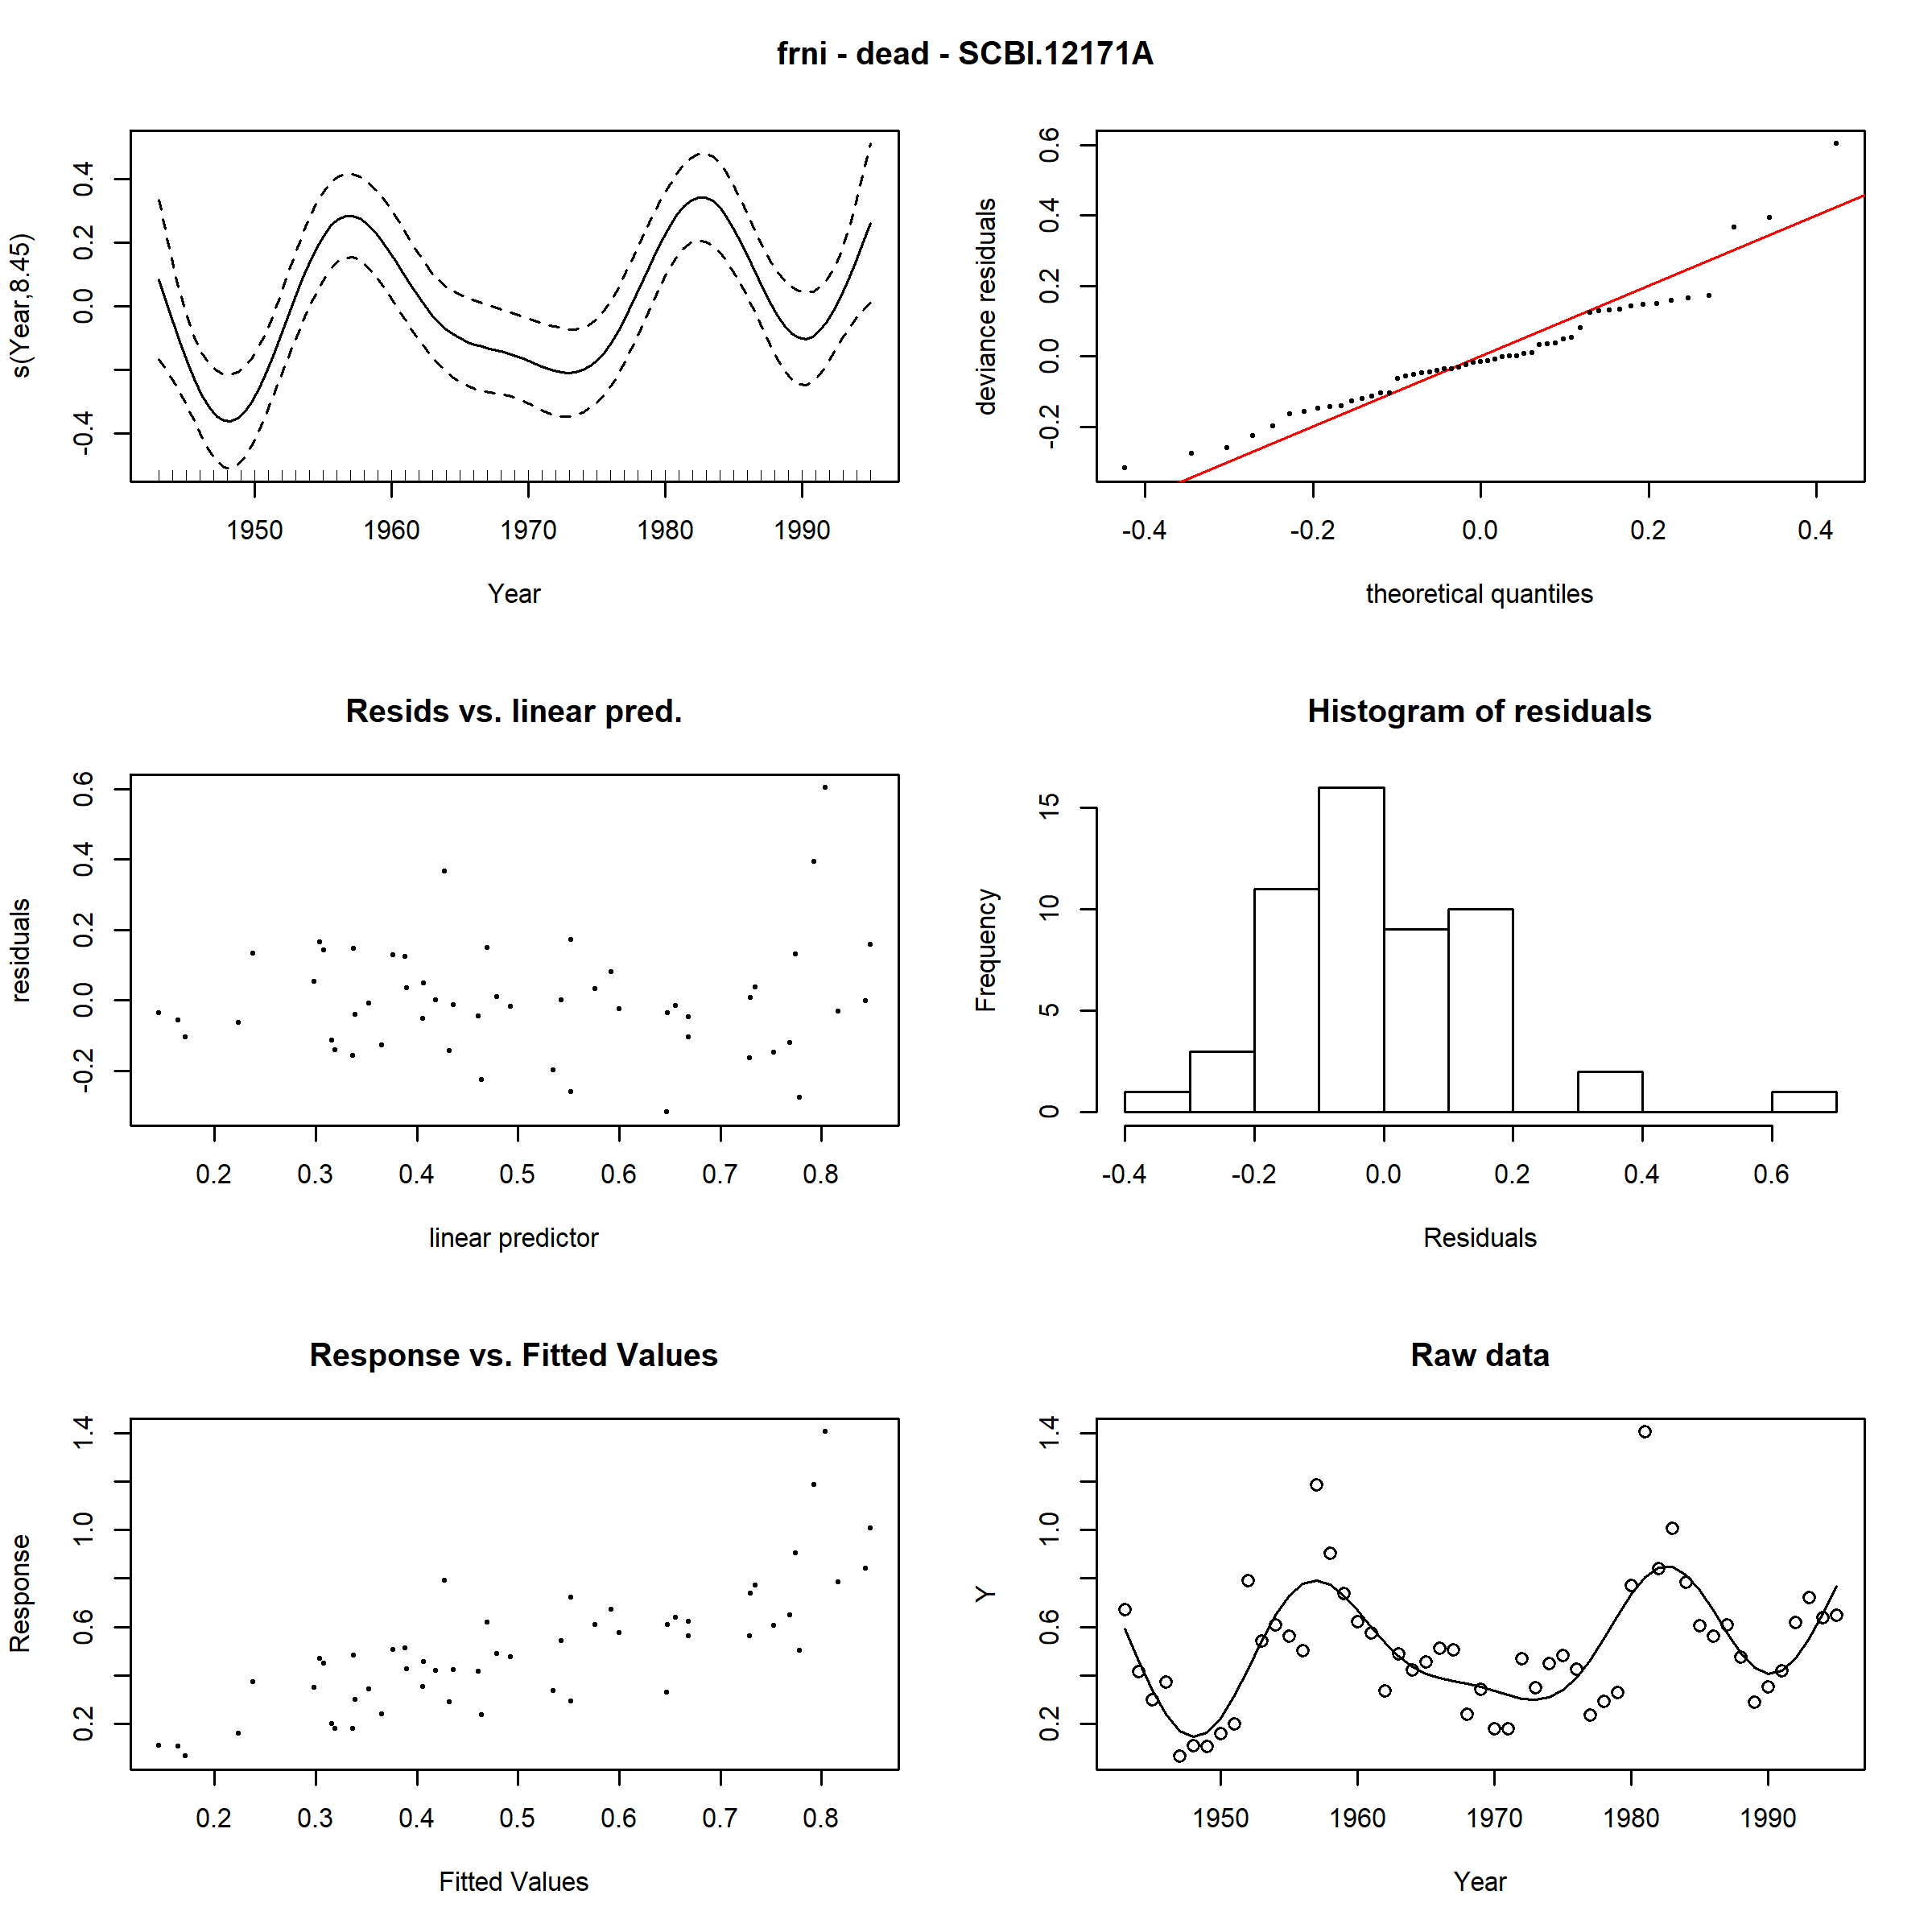 frni - dead - SCBI.12171A
s(Year,8.45)
-0.4 0.0 0.2 0.4
1950 1960 1970 1980 1990
Year
deviance residuals
-0.2 0.0 0.2 0.4 0.6
-0.4 -0.2 0.0 0.2 0.4
theoretical quantiles
Resids vs. linear pred.
residuals
-0.2 0.0 0.2 0.4 0.6
0.2 0.3 0.4 0.5 0.6 0.7 0.8
linear predictor
Histogram of residuals
Frequency
0 5 10 15
-0.4 -0.2 0.0 0.2 0.4 0.6
Residuals
Response vs. Fitted Values
Response
0.2 0.6 1.0 1.4
0.2 0.3 0.4 0.5 0.6 0.7 0.8
Fitted Values
Raw data
Y
0.2 0.6 1.0 1.4
1950 1960 1970 1980 1990
Year